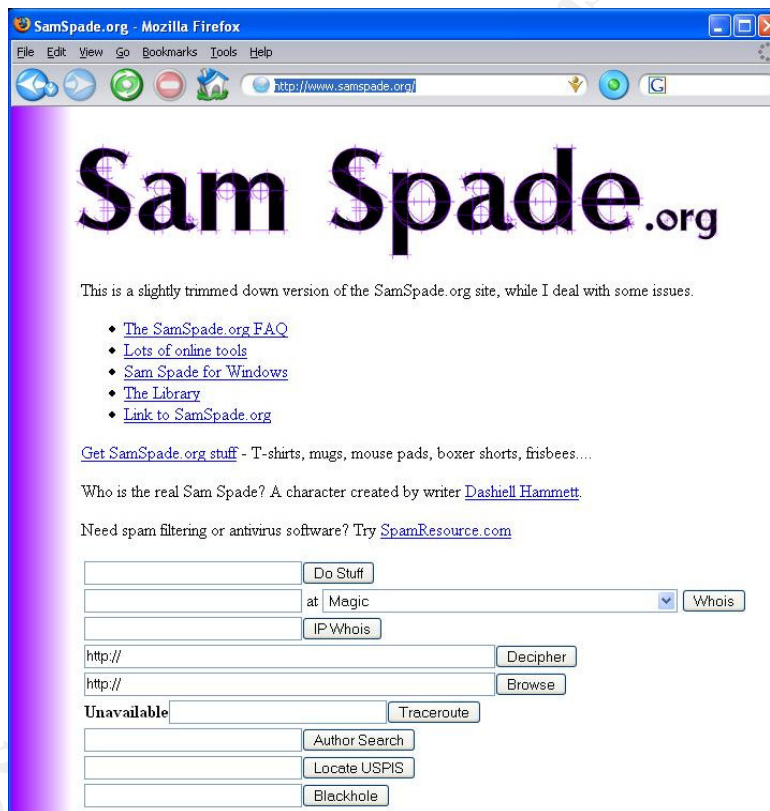 SamSpade.org - Mozilla Firefox
File Edit View Go Bookmarks Tools Help
http://www.samspade.org/
G
Sam Spade.org
This is a slightly trimmed down version of the SamSpade.org site, while I deal with some issues.
The SamSpade.org FAQ
Lots of online tools
Sam Spade for Windows
The Library
Link to SamSpade.org
Get SamSpade.org stuff - T-shirts, mugs, mouse pads, boxer shorts, frisbees....
Who is the real Sam Spade? A character created by writer Dashiell Hammett.
Need spam filtering or antivirus software? Try SpamResource.com
Do Stuff
at Magic Whois
IP Whois
http:// Decipher
http:// Browse
Unavailable Traceroute
Author Search
Locate USPIS
Blackhole